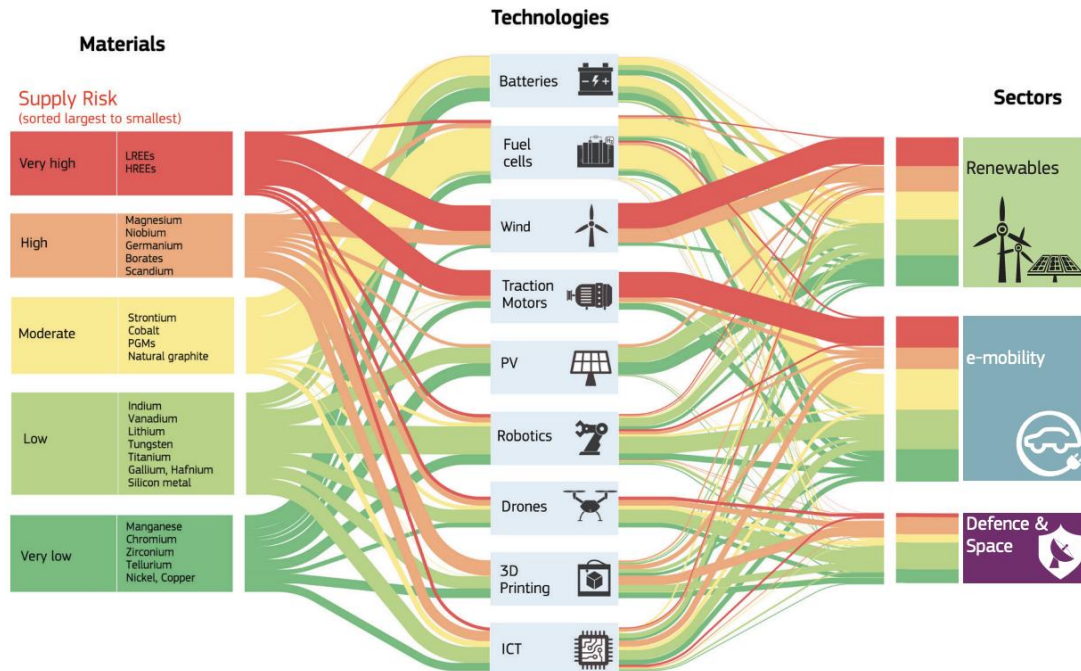 Materials
Technologies
Sectors
Supply Risk
(sorted largest to smallest)
Very high
LREEs
HREEs
High
Magnesium
Niobium
Germanium
Borates
Scandium
Moderate
Strontium
Cobalt
PGMs
Natural graphite
Low
Indium
Vanadium
Lithium
Tungsten
Titanium
Gallium, Hafnium
Silicon metal
Very low
Manganese
Chromium
Zirconium
Tellurium
Nickel, Copper
Batteries
Fuel
cells
H₂
Wind
Traction
Motors
PV
Robotics
Drones
3D
Printing
ICT
Renewables
e-mobility
Defence &
Space